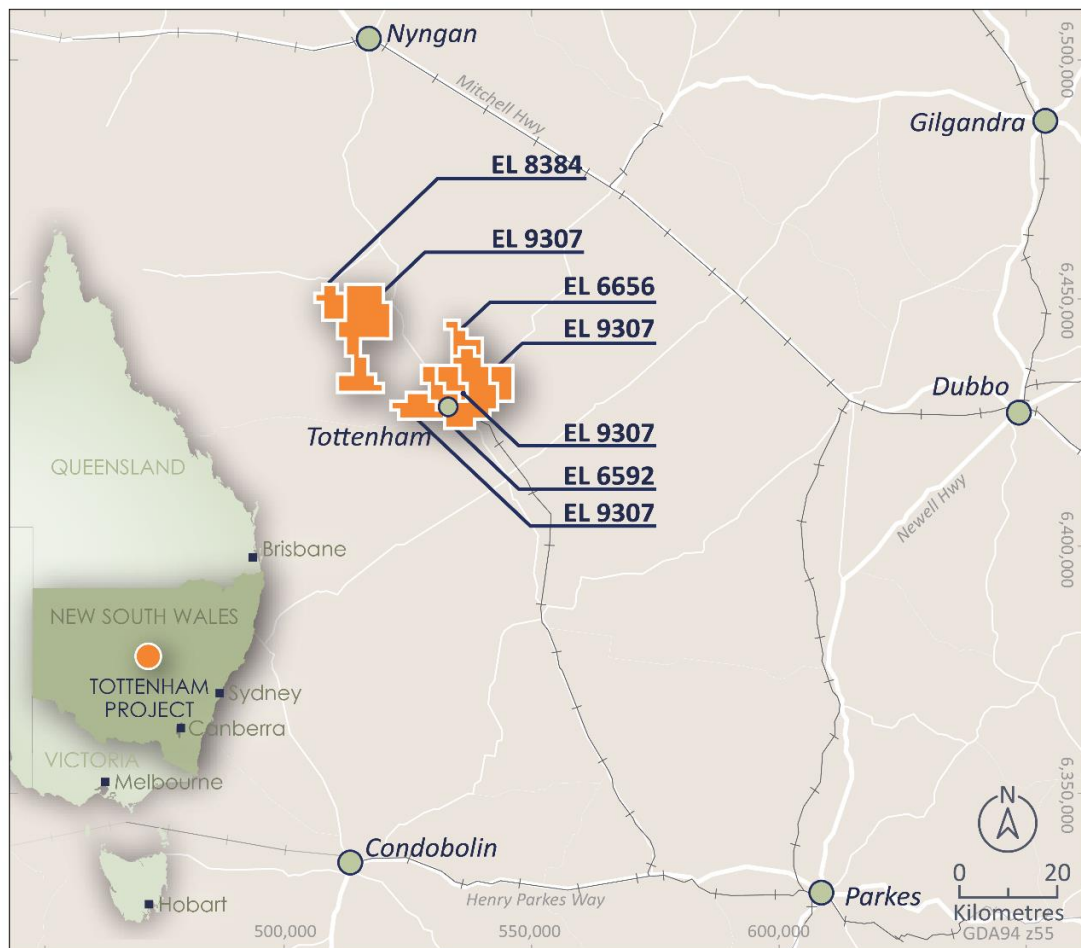 Nyngan
Mitchell Hwy
6,500,000
Gilgandra
EL 8384
EL 9307
EL 6656
6,450,000
EL 9307
Dubbo
Tottenham
EL 9307
QUEENSLAND
EL 6592
EL 9307
Newell Hwy
Brisbane
6,400,000
NEW SOUTH WALES
TOTTENHAM
PROJECT
Sydney
Canberra
VICTORIA
Melbourne
6,350,000
N
Condobolin
0 20
Kilometres
GDA94 z55
Henry Parkes Way
Parkes
Hobart
500,000 550,000 600,000